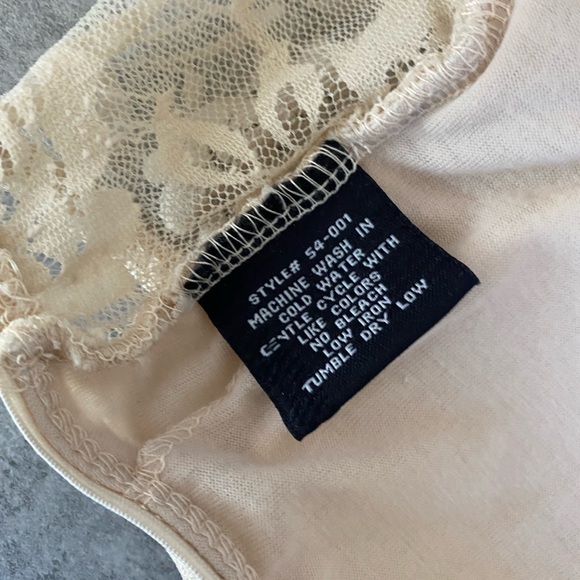 STYLE# 54-001
MACHINE WASH IN
COLD WATER
GENTLE CYCLE WITH
LIKE COLORS
NO BLEACH
LOW IRON
TUMBLE DRY LOW